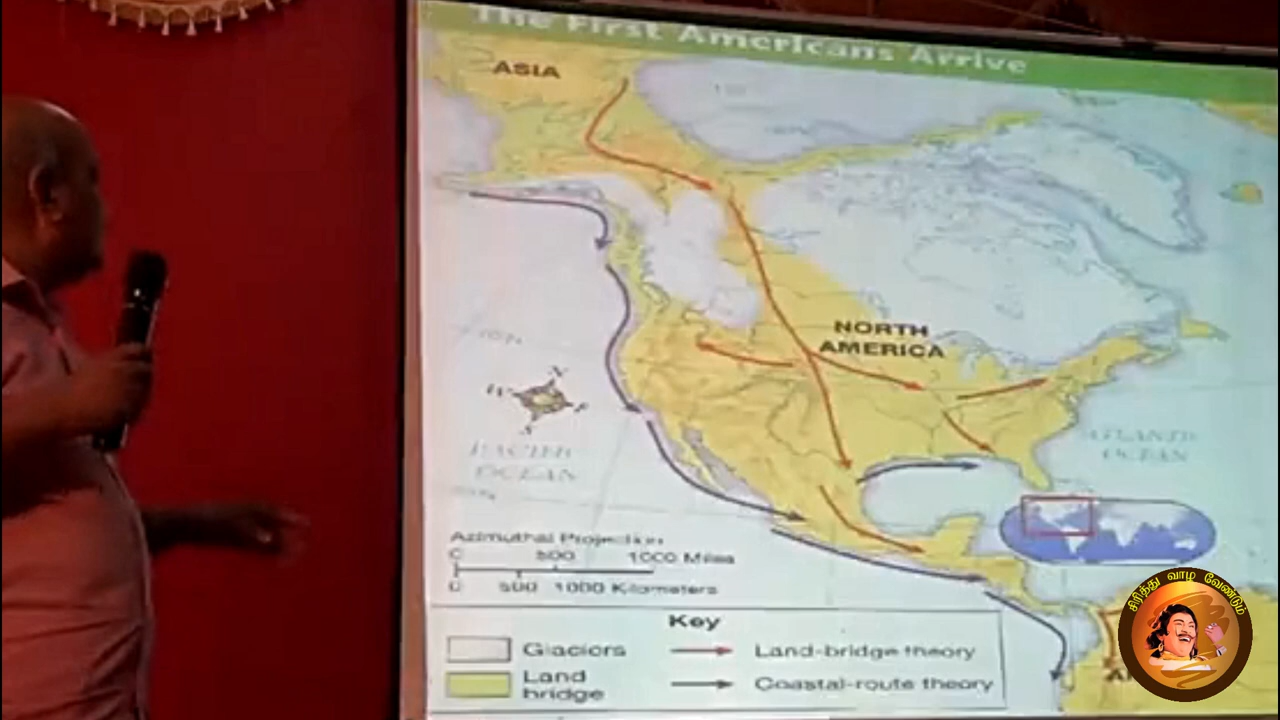 The First Americans Arrive
ASIA
NORTH
AMERICA
N
W
E
S
PACIFIC
OCEAN
ATLANTIC
OCEAN
Azimuthal Projection
0 500 1000 Miles
0 500 1000 Kilometers
Key
Glaciers
Land-bridge theory
Land
bridge
Coastal-route theory
சிரித்து வாழ வேண்டும்